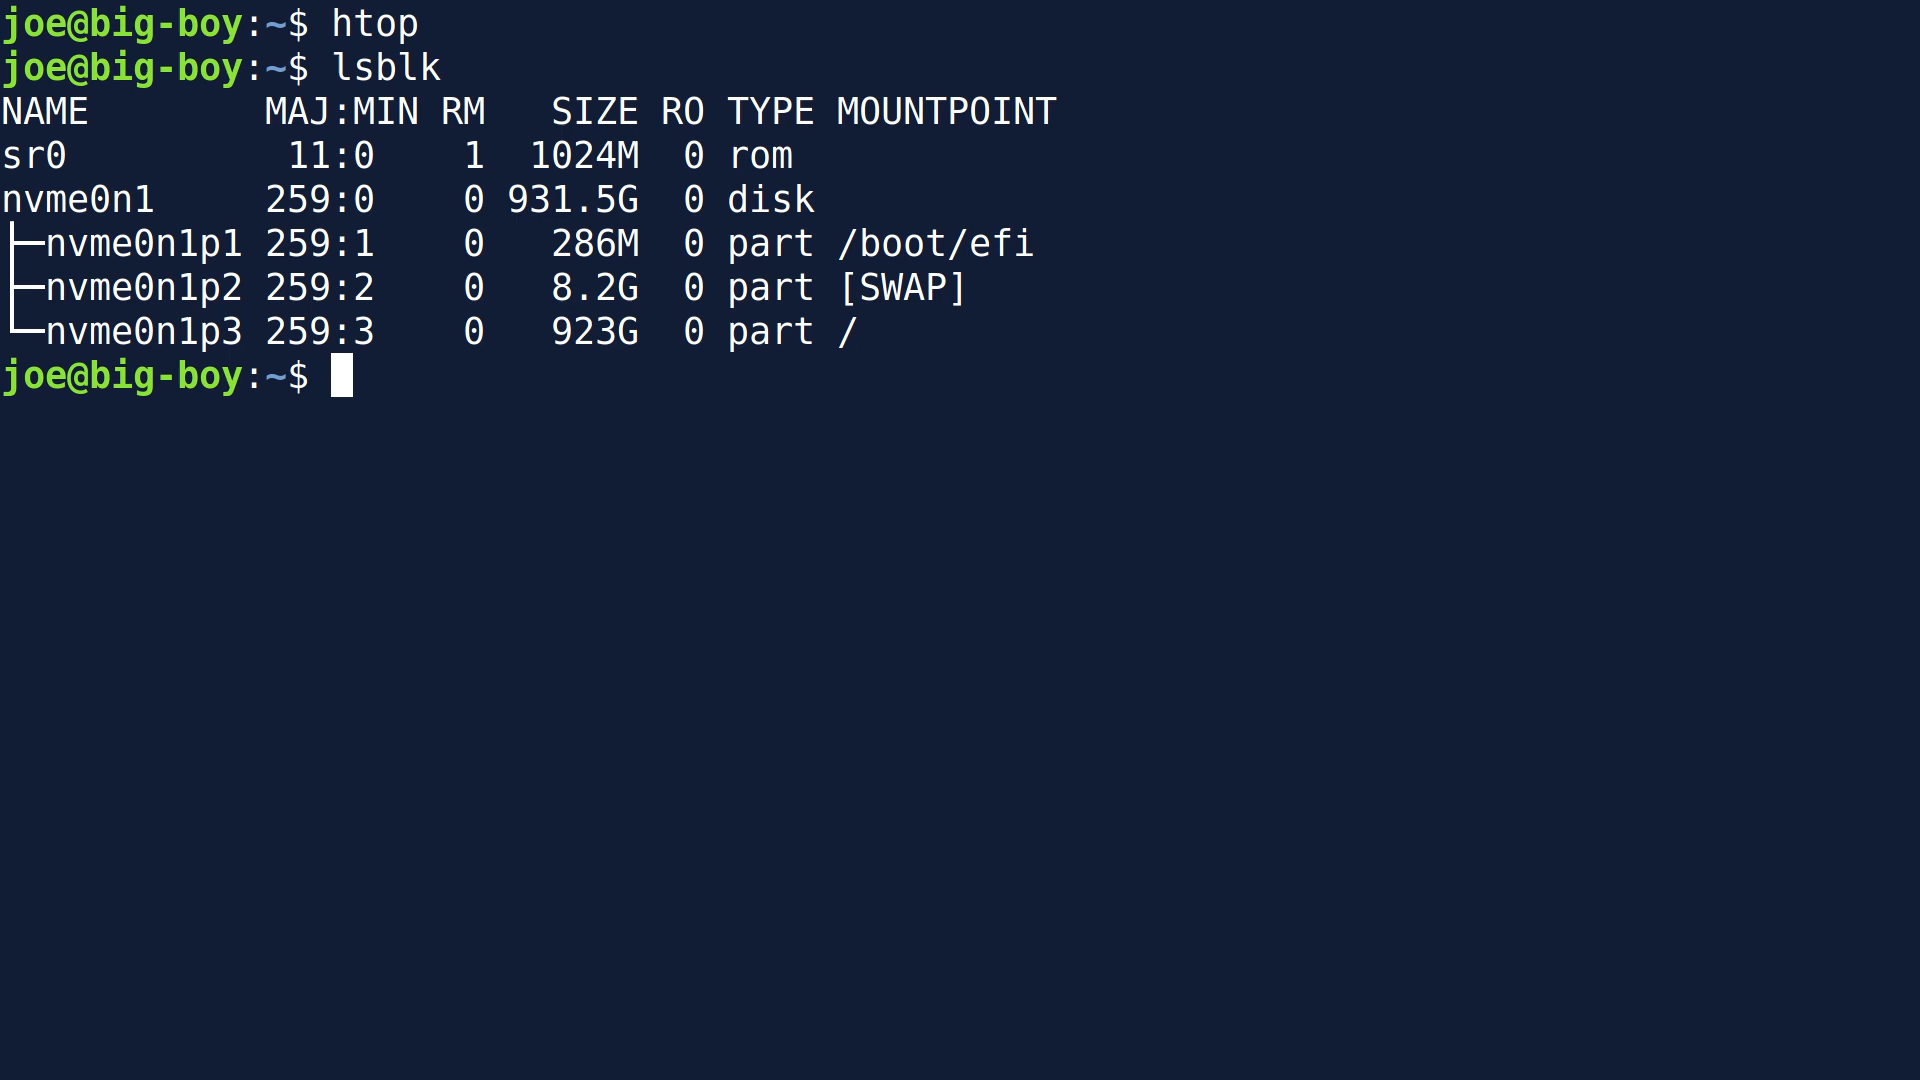 joe@big-boy:~$ htop
joe@big-boy:~$ lsblk
NAME        MAJ:MIN RM   SIZE RO TYPE MOUNTPOINT
sr0          11:0    1  1024M  0 rom
nvme0n1     259:0    0 931.5G  0 disk
├─nvme0n1p1 259:1    0   286M  0 part /boot/efi
├─nvme0n1p2 259:2    0   8.2G  0 part [SWAP]
└─nvme0n1p3 259:3    0   923G  0 part /
joe@big-boy:~$